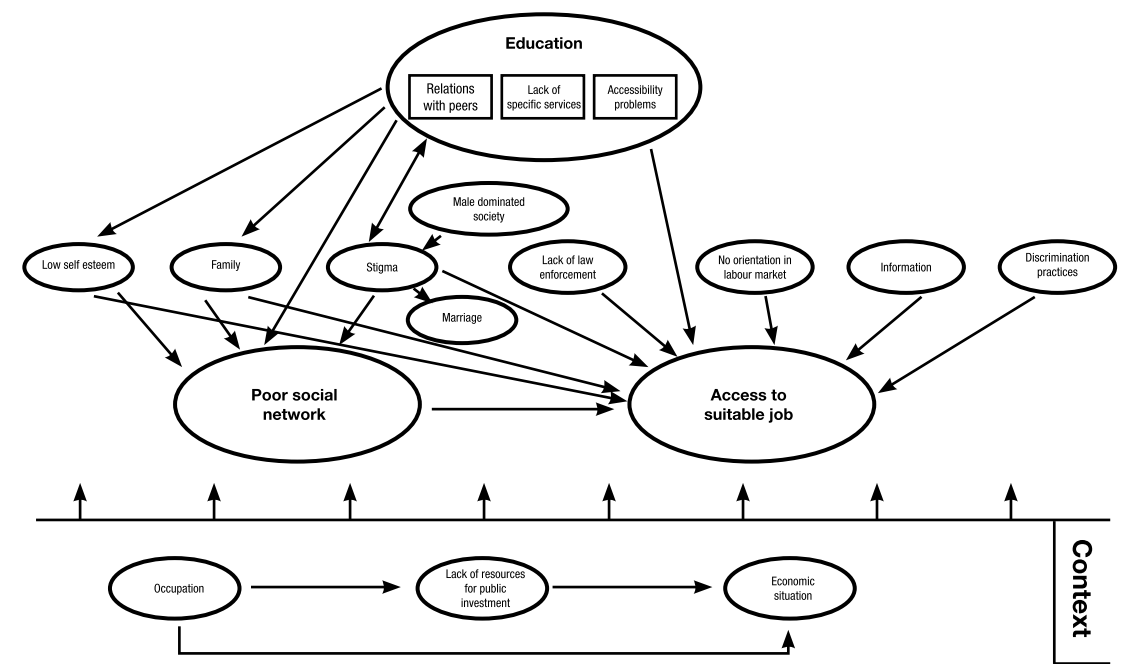 Education
Relations
with peers
Lack of
specific services
Accessibility
problems
Male dominated
society
Low self esteem
Family
Stigma
Lack of law
enforcement
No orientation in
labour market
Information
Discrimination
practices
Marriage
Poor social
network
Access to
suitable job
Context
Occupation
Lack of resources
for public
investment
Economic
situation